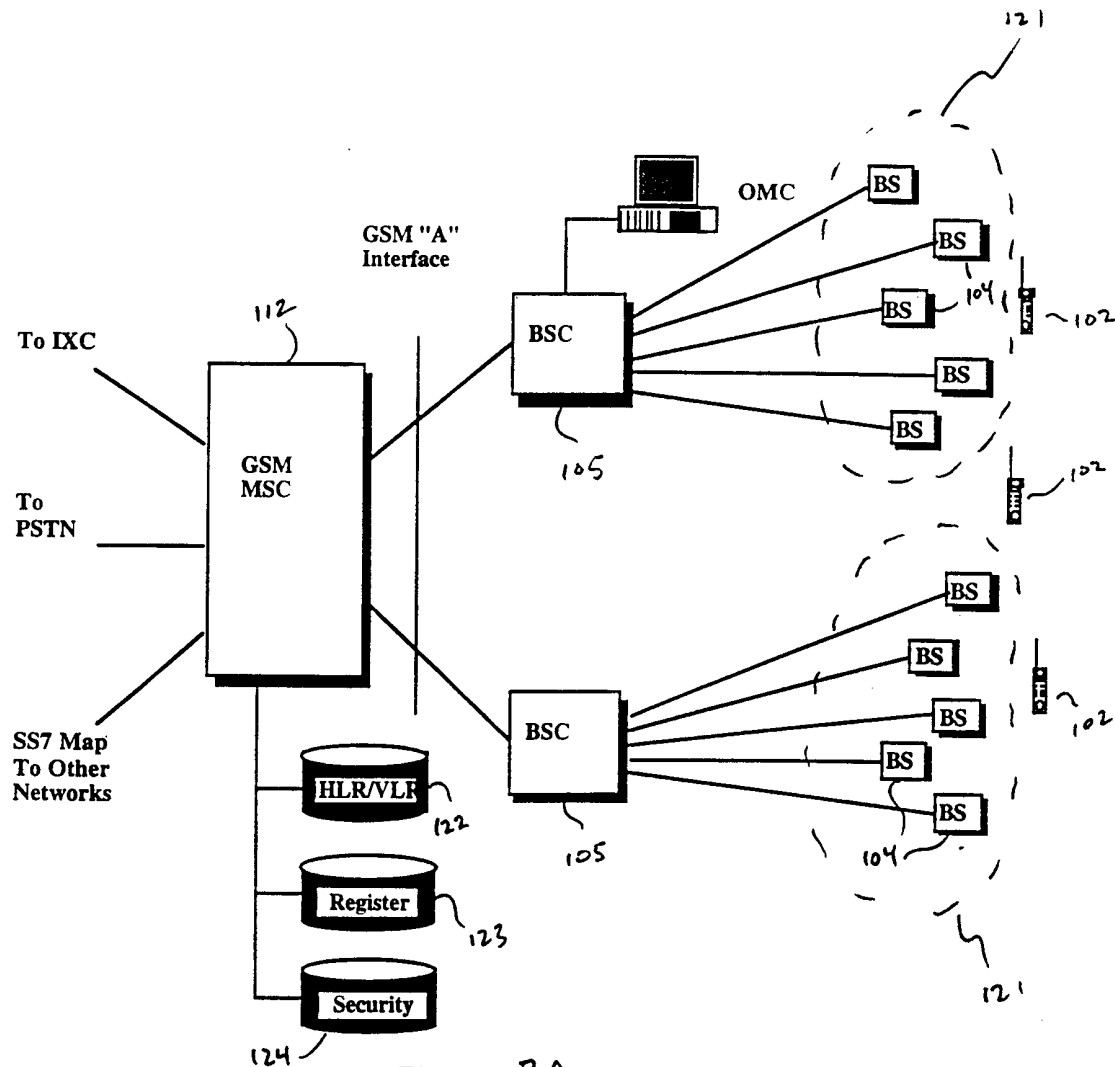 121
BS
OMC
BS
GSM "A"
Interface
104
102
112
BS
To IXC
BSC
BS
BS
GSM
MSC
105
102
To
PSTN
BS
BS
102
BSC
BS
SS7 Map
To Other
Networks
BS
HLR/VLR
BS
122
104
105
Register
123
121
Security
124